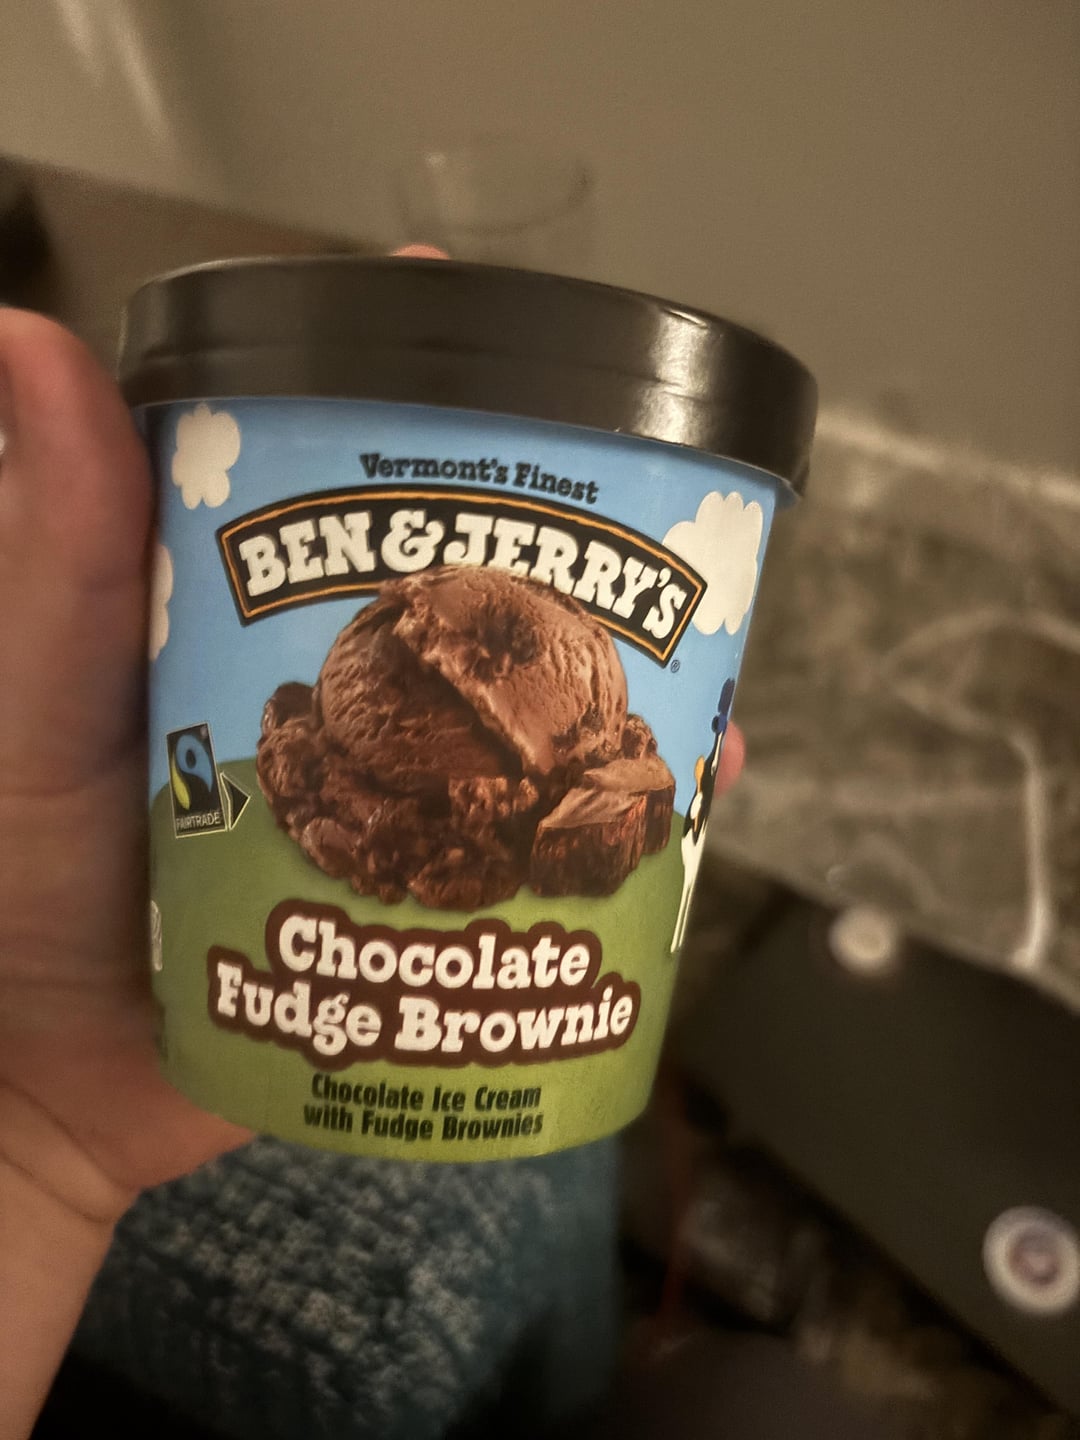 Vermont's Finest
BEN & JERRY'S
®
FAIRTRADE
Chocolate
Fudge Brownie
Chocolate Ice Cream
with Fudge Brownies